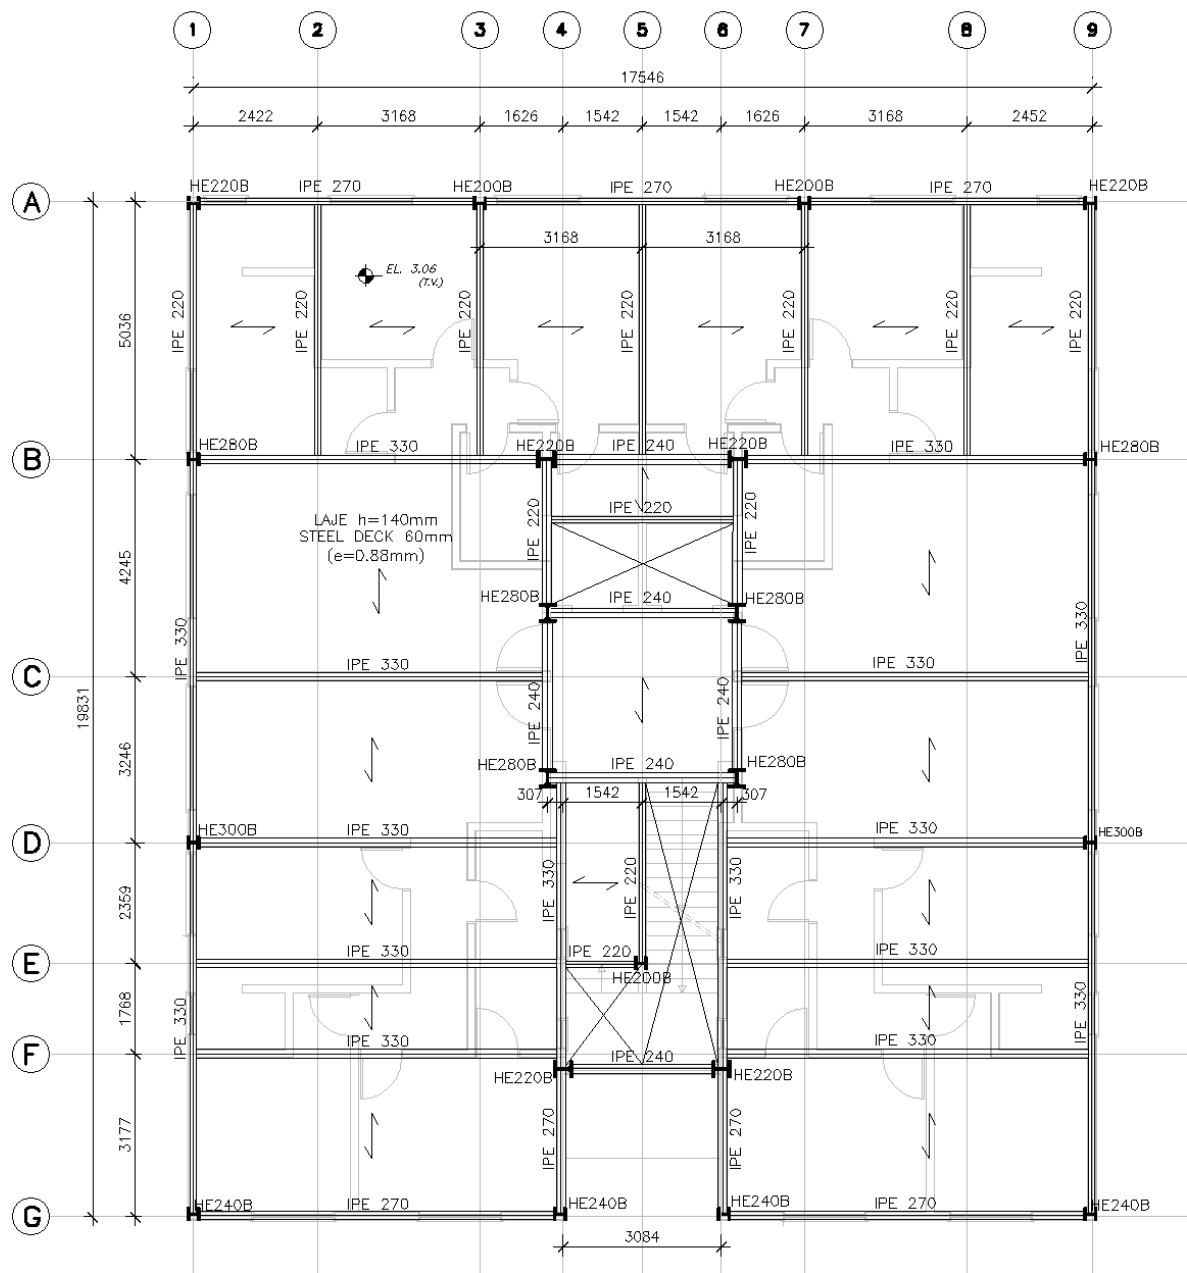 1 2 3 4 5 6 7 8 9
17546
2422 3168 1626 1542 1542 1626 3168 2452
HE220B IPE 270 HE200B IPE 270 HE200B IPE 270 HE220B
A
3168 3168
EL. 3.06
(T.V.)
5036
IPE 220 IPE 220 IPE 220 IPE 220 IPE 220 IPE 220
HE280B IPE 330 HE220B IPE 240 HE220B IPE 330 HE280B
B
IPE 220 IPE 220 IPE 220
LAJE h=140mm
STEEL DECK 60mm
(e=0.88mm)
4245
HE280B IPE 240 HE280B
IPE 330 IPE 330
IPE 330 IPE 330
C
19831
IPE 240 IPE 240
3246
HE280B IPE 240 HE280B
307 1542 1542 307
HE300B IPE 330 IPE 330 HE300B
D
2359
IPE 330 IPE 220 IPE 330
IPE 330 IPE 220 IPE 330
E
HE200B
1768
IPE 330 IPE 330
IPE 330 IPE 240 IPE 330
F
HE220B HE220B
3177
IPE 270 IPE 270
HE240B IPE 270 HE240B HE240B IPE 270 HE240B
G
3084